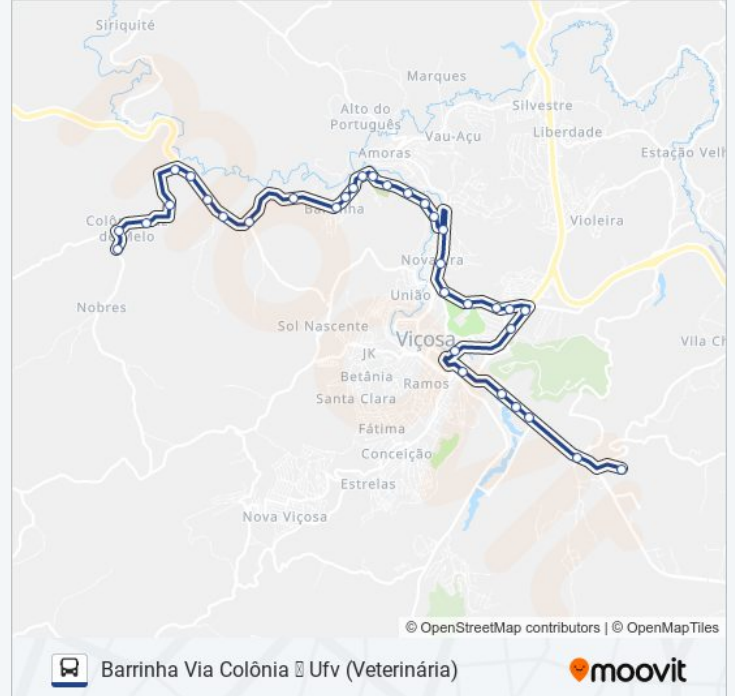 Siriquité
Marques
Alto do
Português
Silvestre
Vau-Açu
Liberdade
Amoras
Estação Velh
Barrinha
Violeira
Nova Era
Nobres
União
Sol Nascente
Viçosa
Vila Ch
JK
Betânia
Ramos
Santa Clara
Fátima
Conceição
Estrelas
Nova Viçosa
© OpenStreetMap contributors | © OpenMapTiles
Barrinha Via Colônia ▯ Ufv (Veterinária)
moovit